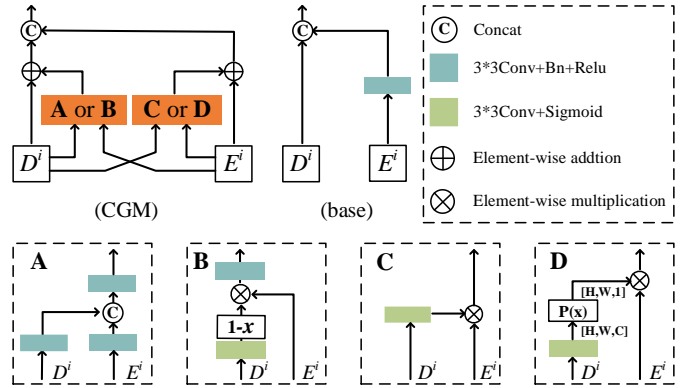 C
C
A or B
C or D
D^i
E^i
(CGM)
D^i
E^i
(base)
C
Concat
3*3Conv+Bn+Relu
3*3Conv+Sigmoid
Element-wise addtion
Element-wise multiplication
A
C
D^i
E^i
B
1-x
D^i
E^i
C
D^i
E^i
D
[H,W,1]
P(x)
[H,W,C]
D^i
E^i